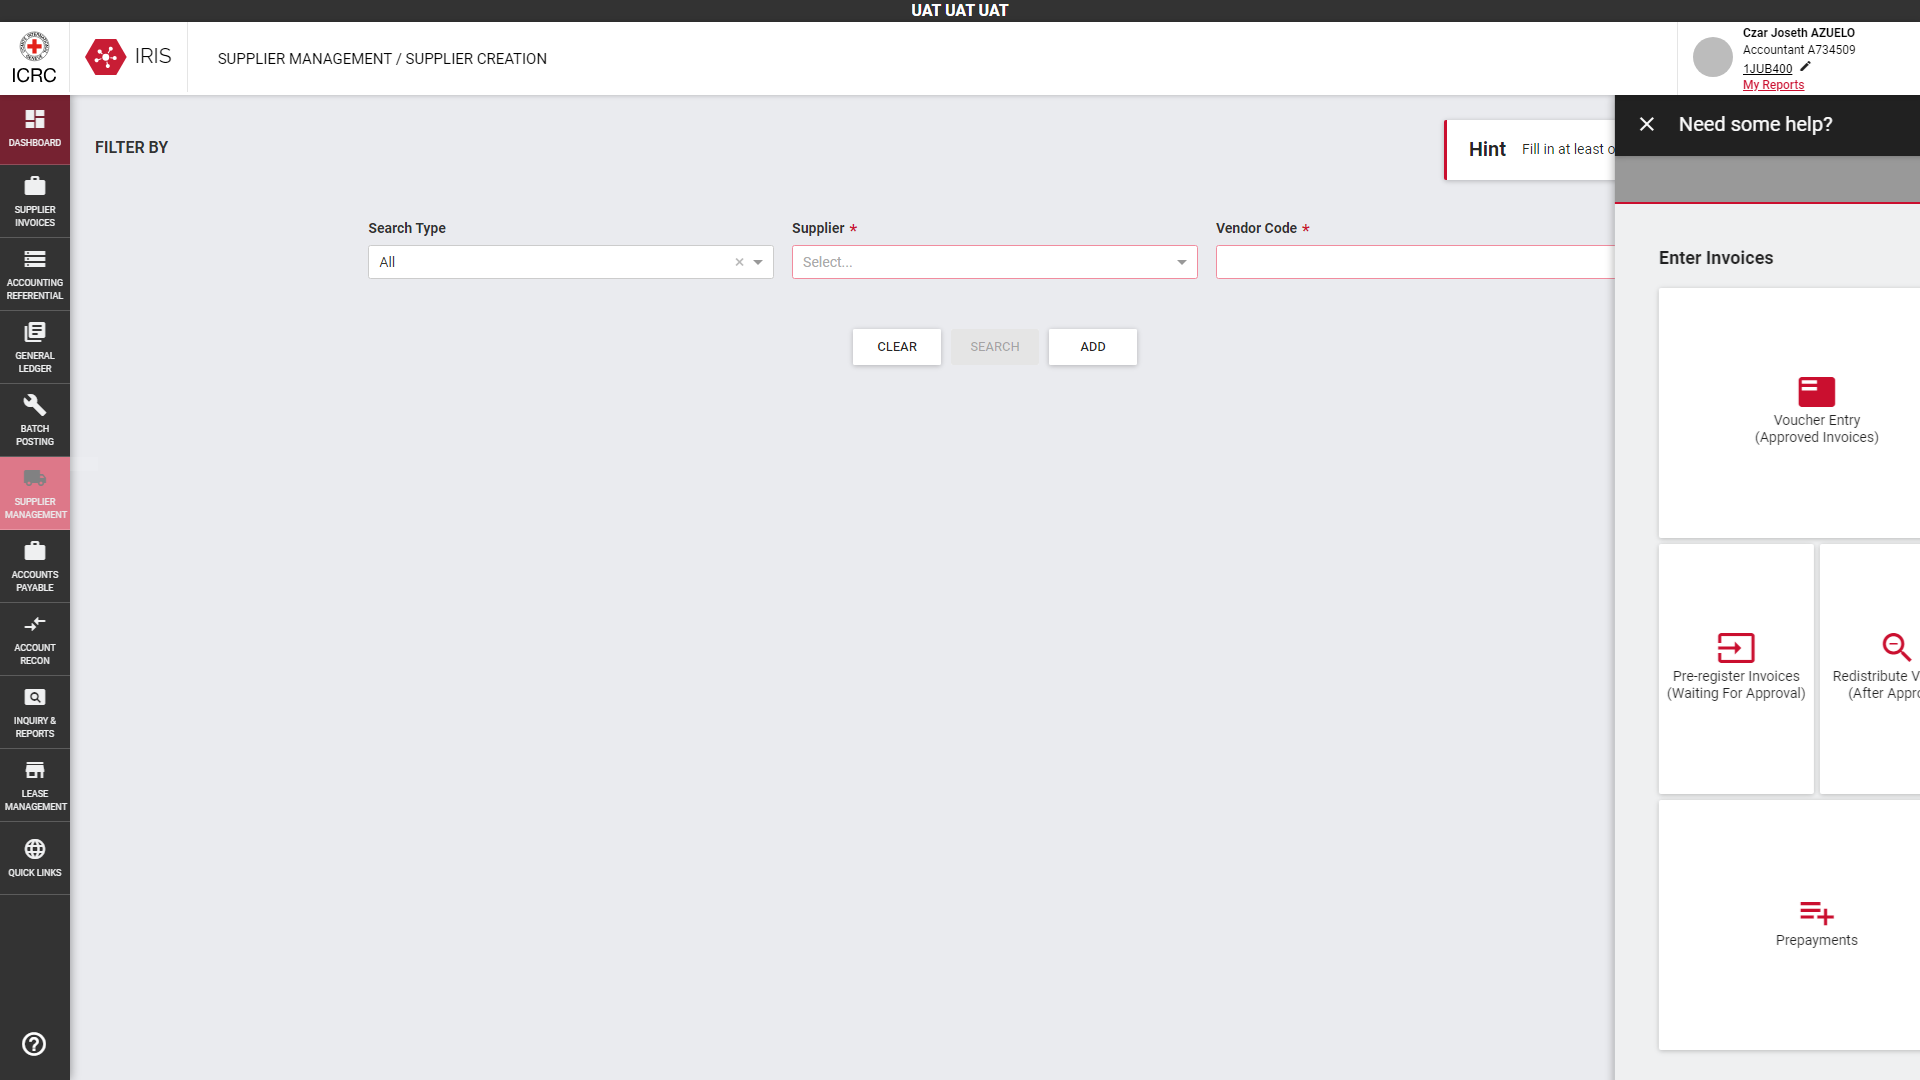 UAT UAT UAT
ICRC
IRIS
SUPPLIER MANAGEMENT / SUPPLIER CREATION
Czar Joseth AZUELO
Accountant A734509
1JUB400
My Reports
DASHBOARD
SUPPLIER
INVOICES
ACCOUNTING
REFERENTIAL
GENERAL
LEDGER
BATCH
POSTING
SUPPLIER
MANAGEMENT
ACCOUNTS
PAYABLE
ACCOUNT
RECON
INQUIRY &
REPORTS
LEASE
MANAGEMENT
QUICK LINKS
FILTER BY
Hint Fill in at least o
Search Type
All
Supplier *
Select...
Vendor Code *
CLEAR
SEARCH
ADD
Need some help?
Enter Invoices
Voucher Entry
(Approved Invoices)
Pre-register Invoices
(Waiting For Approval)
Redistribute V
(After Appro
Prepayments